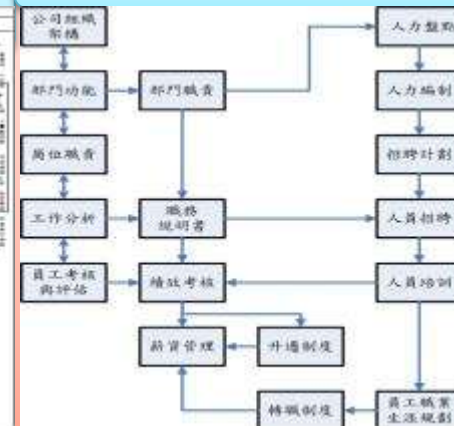 公司組織
架構
人力盤點
部門功能
部門職責
人力編制
崗位職責
招聘計劃
工作分析
職務
說明書
人員招聘
員工考核
與評估
績效考核
人員培訓
薪資管理
升遷制度
轉職制度
員工職業
生涯規劃